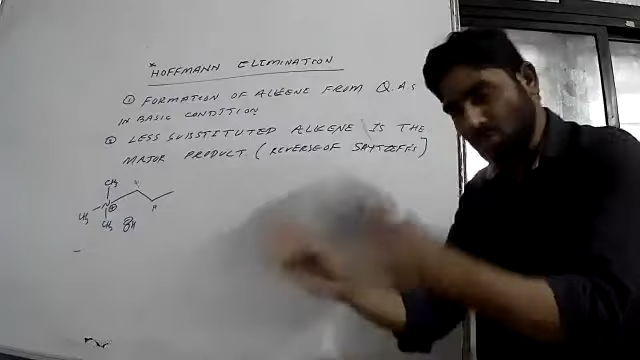 * HOFFMANN ELIMINATION
① FORMATION OF ALKENE FROM Q.A.S
IN BASIC CONDITION
② LESS SUBSTITUTED ALKENE IS THE
MAJOR PRODUCT (REVERSE OF SAYTZEFF'S)
CH₃
N ⊕
CH₃
CH₃
OH
H